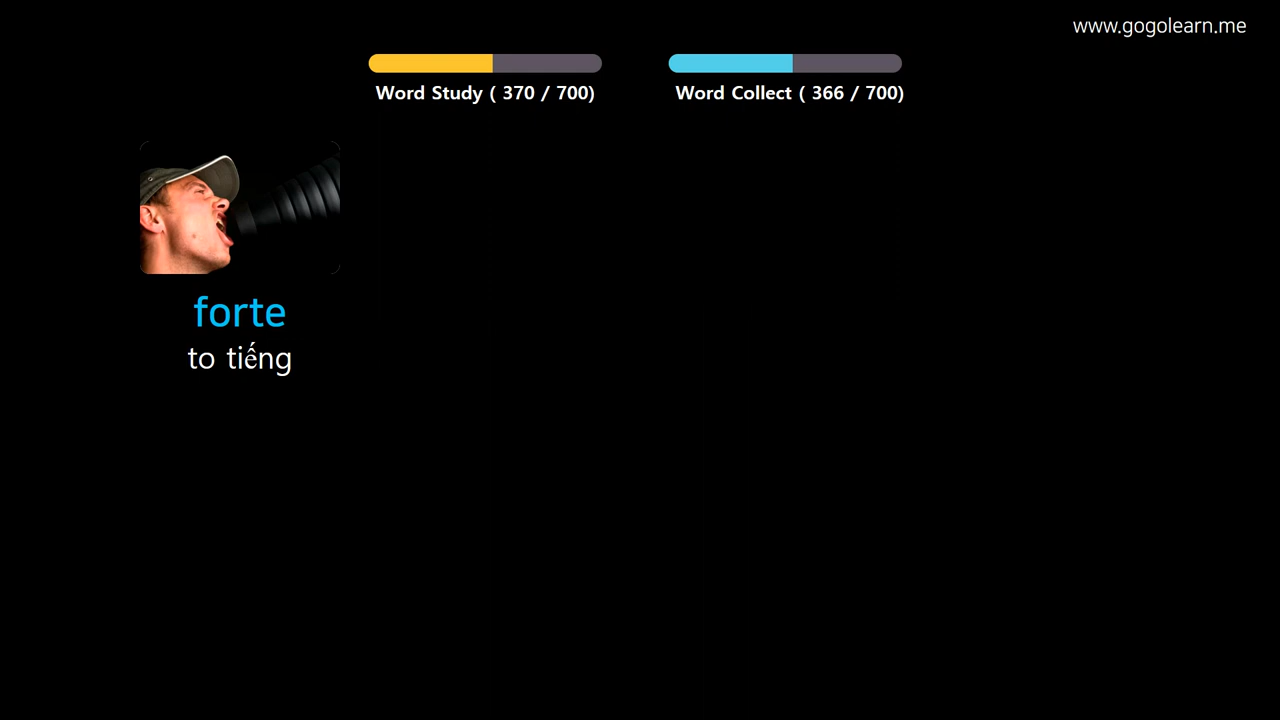 www.gogolearn.me
Word Study ( 370 / 700)
Word Collect ( 366 / 700)
forte
to tiếng